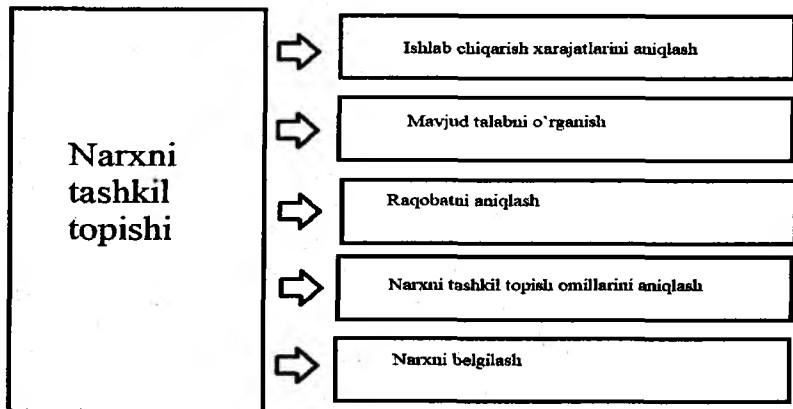 Narxni
tashkil
topishi
Ishlab chiqarish xarajatlarini aniqlash
Mavjud talabni o`rganish
Raqobatni aniqlash
Narxni tashkil topish omillarini aniqlash
Narxni belgilash